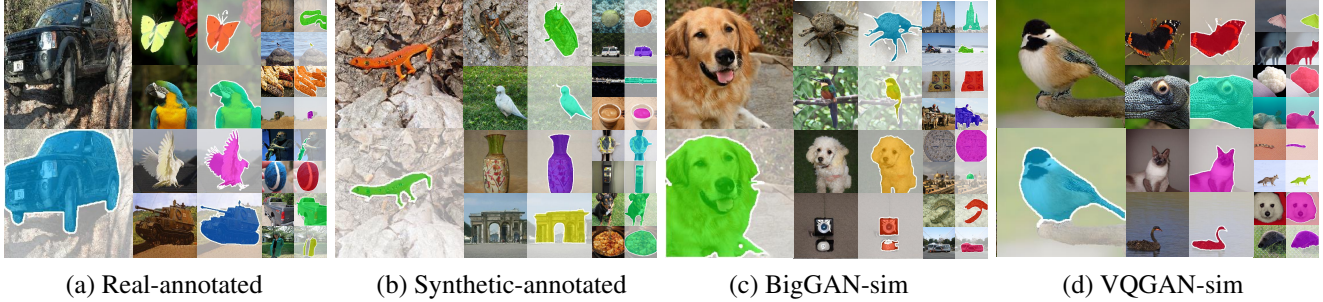 (a) Real-annotated
(b) Synthetic-annotated
(c) BigGAN-sim
(d) VQGAN-sim